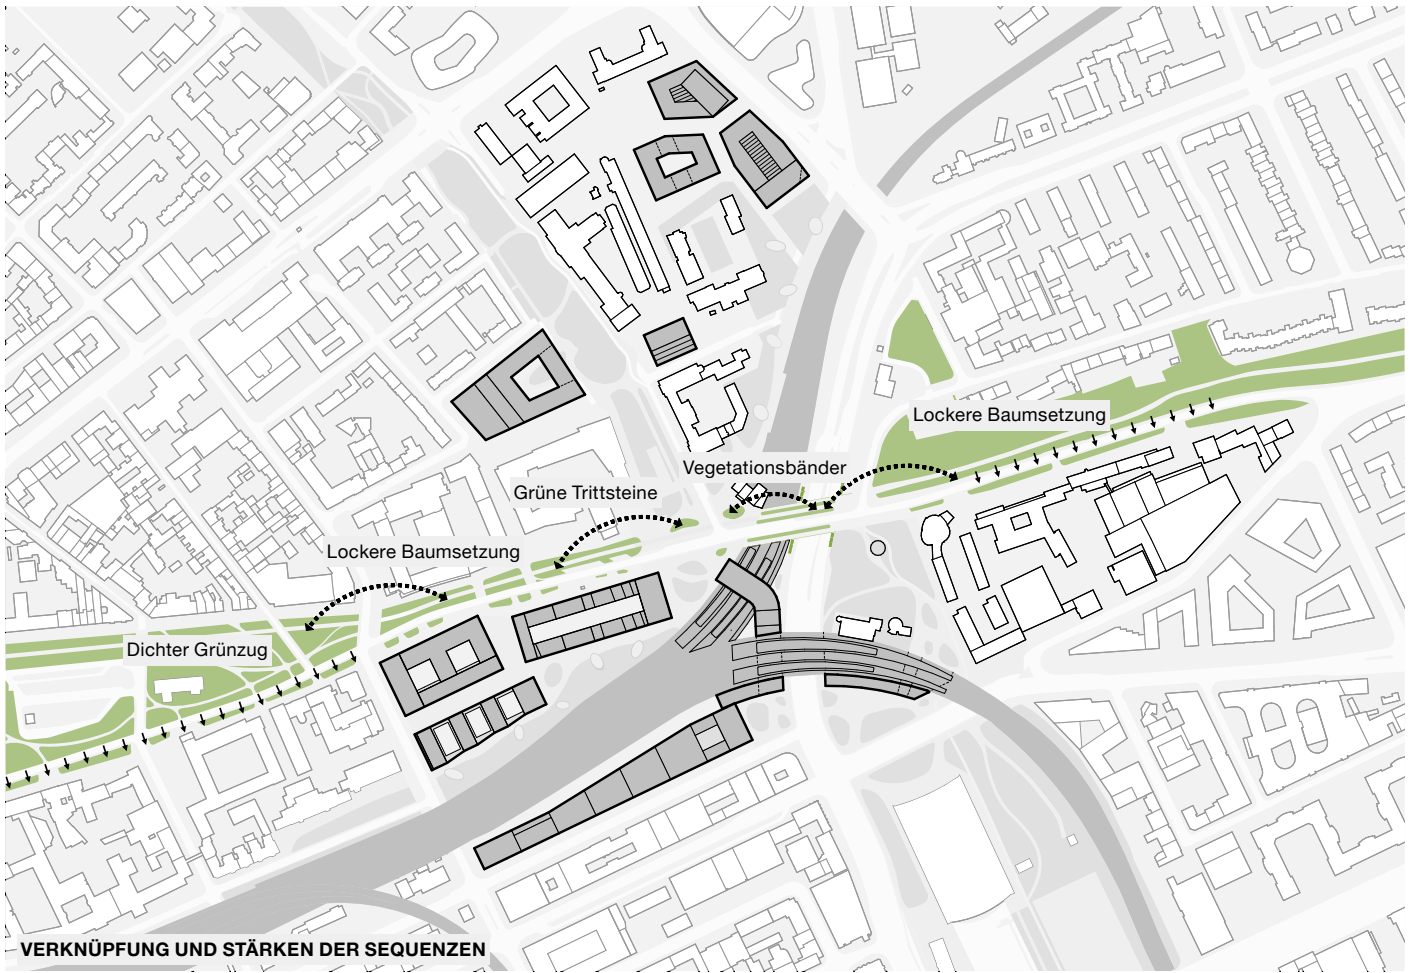 Lockere Baumsetzung
Vegetationsbänder
Grüne Trittsteine
Lockere Baumsetzung
Dichter Grünzug
VERKNÜPFUNG UND STÄRKEN DER SEQUENZEN